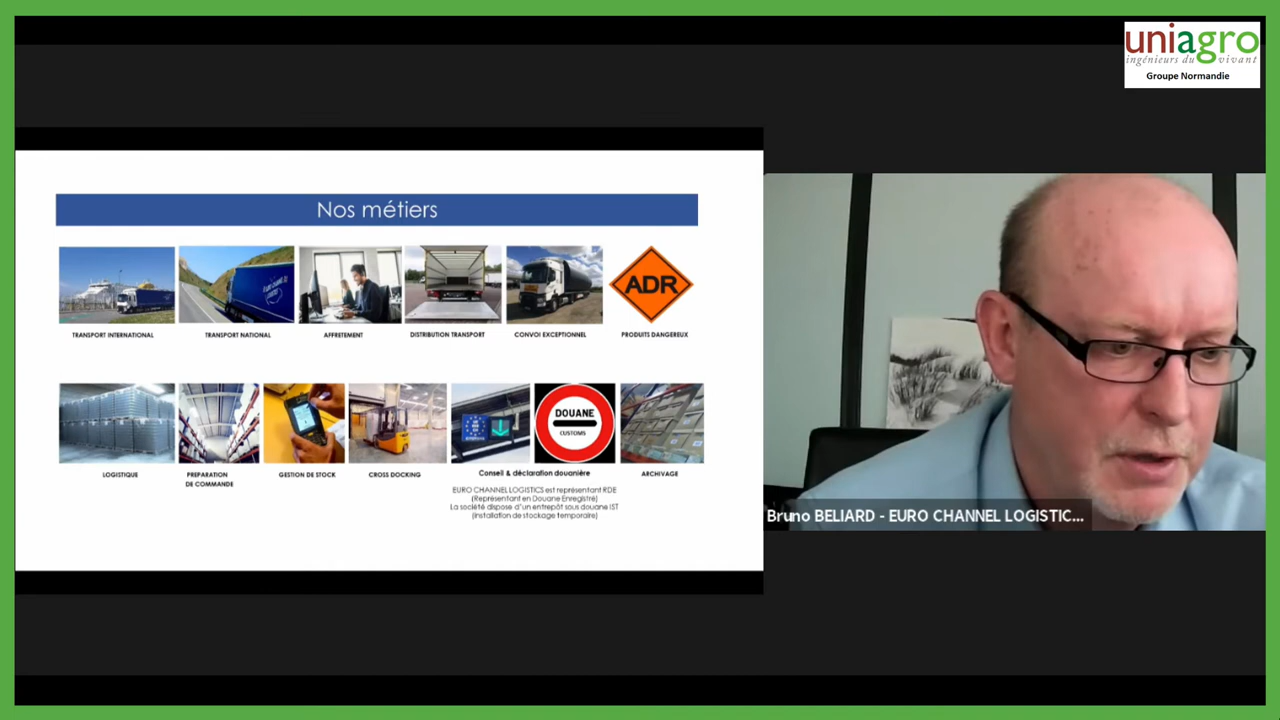 uniagro
ingénieurs du vivant
Groupe Normandie
Nos métiers
ADR
TRANSPORT INTERNATIONAL
TRANSPORT NATIONAL
AFFRETEMENT
DISTRIBUTION TRANSPORT
CONVOI EXCEPTIONNEL
PRODUITS DANGEREUX
DOUANE
CUSTOMS
LOGISTIQUE
PREPARATION
DE COMMANDE
GESTION DE STOCK
CROSS DOCKING
Conseil & déclaration douanière
ARCHIVAGE
EURO CHANNEL LOGISTICS est représentant RDE
(Représentant en Douane Enregistré)
La société dispose d'un entrepôt sous douane IST
(Installation de stockage temporaire)
Bruno BELIARD - EURO CHANNEL LOGISTIC...